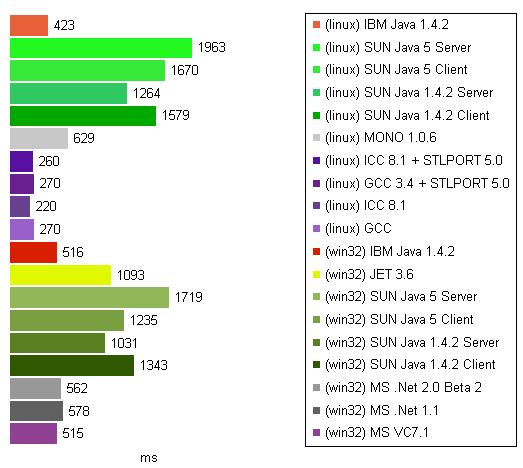 423
1963
1670
1264
1579
629
260
270
220
270
516
1093
1719
1235
1031
1343
562
578
515
ms
(linux) IBM Java 1.4.2
(linux) SUN Java 5 Server
(linux) SUN Java 5 Client
(linux) SUN Java 1.4.2 Server
(linux) SUN Java 1.4.2 Client
(linux) MONO 1.0.6
(linux) ICC 8.1 + STLPORT 5.0
(linux) GCC 3.4 + STLPORT 5.0
(linux) ICC 8.1
(linux) GCC
(win32) IBM Java 1.4.2
(win32) JET 3.6
(win32) SUN Java 5 Server
(win32) SUN Java 5 Client
(win32) SUN Java 1.4.2 Server
(win32) SUN Java 1.4.2 Client
(win32) MS .Net 2.0 Beta 2
(win32) MS .Net 1.1
(win32) MS VC7.1